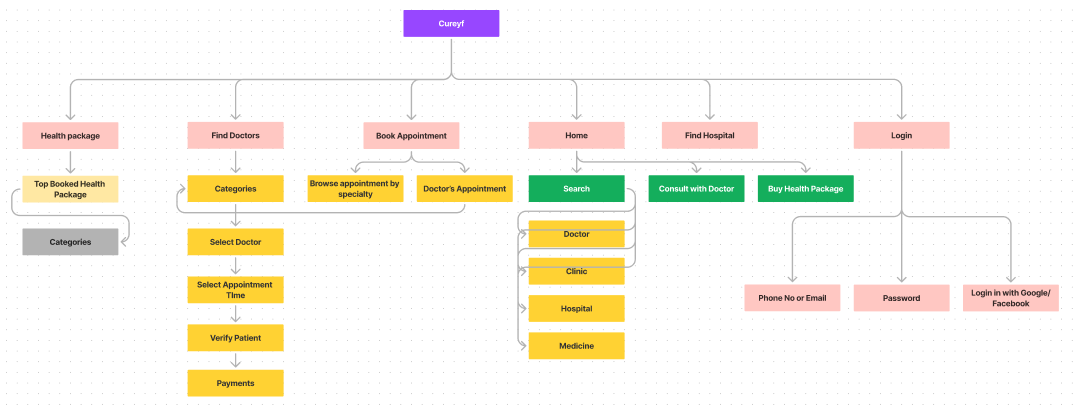 Cureyf
Health package
Find Doctors
Book Appointment
Home
Find Hospital
Login
Top Booked Health
Package
Categories
Browse appointment by
specialty
Doctor's Appointment
Search
Consult with Doctor
Buy Health Package
Categories
Select Doctor
Doctor
Clinic
Select Appointment
TIme
Hospital
Phone No or Email
Password
Login in with Google/
Facebook
Verify Patient
Medicine
Payments